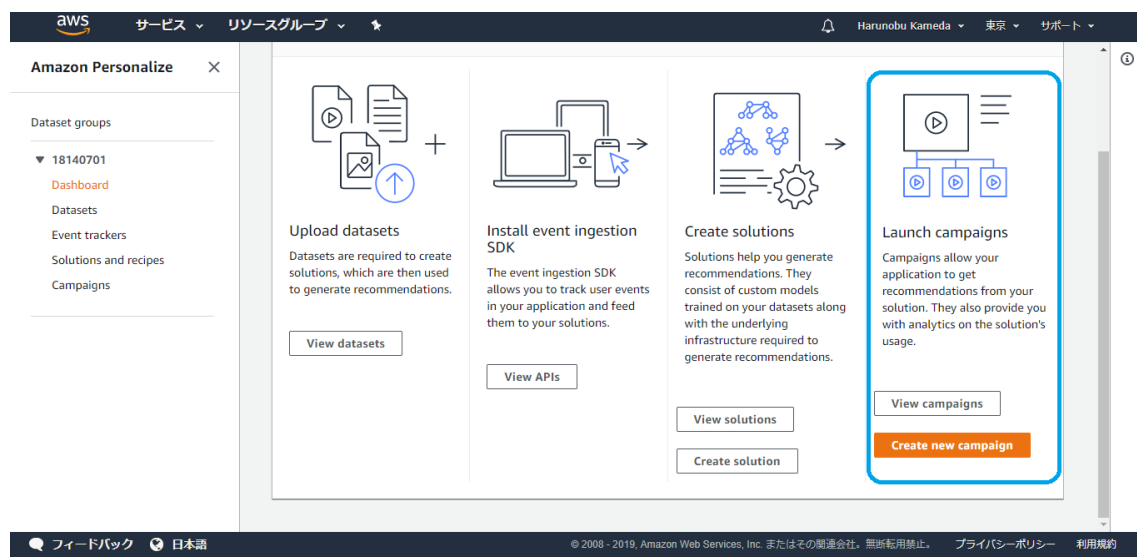 aws
サービス
リソースグループ
Harunobu Kameda
東京
サポート
Amazon Personalize
Dataset groups
18140701
Dashboard
Datasets
Event trackers
Solutions and recipes
Campaigns
Upload datasets
Datasets are required to create
solutions, which are then used
to generate recommendations.
View datasets
Install event ingestion
SDK
The event ingestion SDK
allows you to track user events
in your application and feed
them to your solutions.
View APIs
Create solutions
Solutions help you generate
recommendations. They
consist of custom models
trained on your datasets along
with the underlying
infrastructure required to
generate recommendations.
View solutions
Create solution
Launch campaigns
Campaigns allow your
application to get
recommendations from your
solution. They also provide you
with analytics on the solution's
usage.
View campaigns
Create new campaign
フィードバック
日本語
© 2008 - 2019, Amazon Web Services, Inc. またはその関連会社。無断転用禁止。
プライバシーポリシー
利用規約